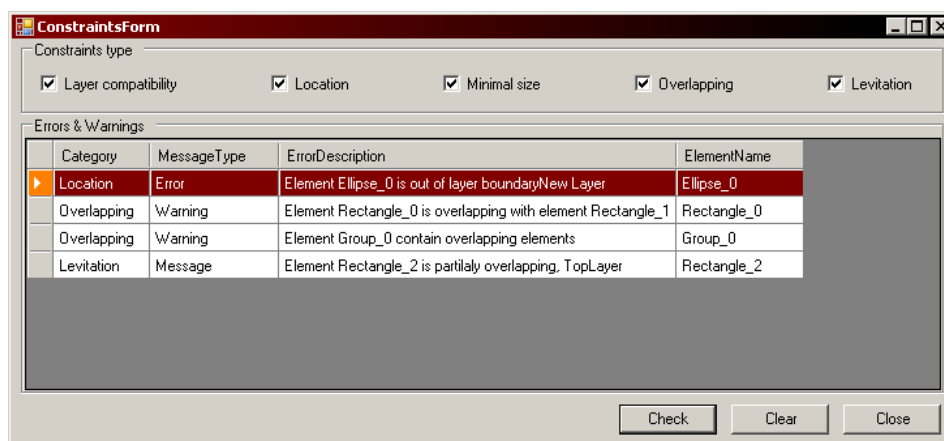 ConstraintsForm
Constraints type
Layer compatibility Location Minimal size Overlapping Levitation
Errors & Warnings
Category MessageType ErrorDescription ElementName
Location Error Element Ellipse_0 is out of layer boundaryNew Layer Ellipse_0
Overlapping Warning Element Rectangle_0 is overlapping with element Rectangle_1 Rectangle_0
Overlapping Warning Element Group_0 contain overlapping elements Group_0
Levitation Message Element Rectangle_2 is partilaly overlapping, TopLayer Rectangle_2
Check Clear Close